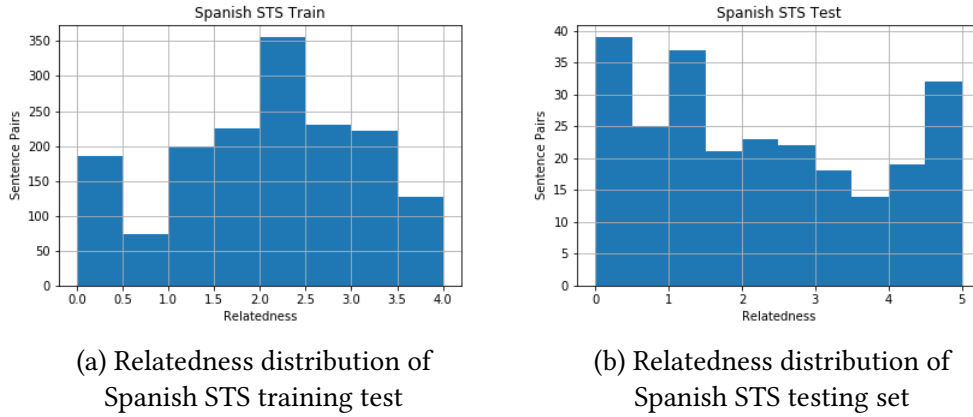 Spanish STS Train
350
300
250
200
150
100
50
0
Sentence Pairs
0.0 0.5 1.0 1.5 2.0 2.5 3.0 3.5 4.0
Relatedness
(a) Relatedness distribution of
Spanish STS training test
Spanish STS Test
40
35
30
25
20
15
10
5
0
Sentence Pairs
0 1 2 3 4 5
Relatedness
(b) Relatedness distribution of
Spanish STS testing set